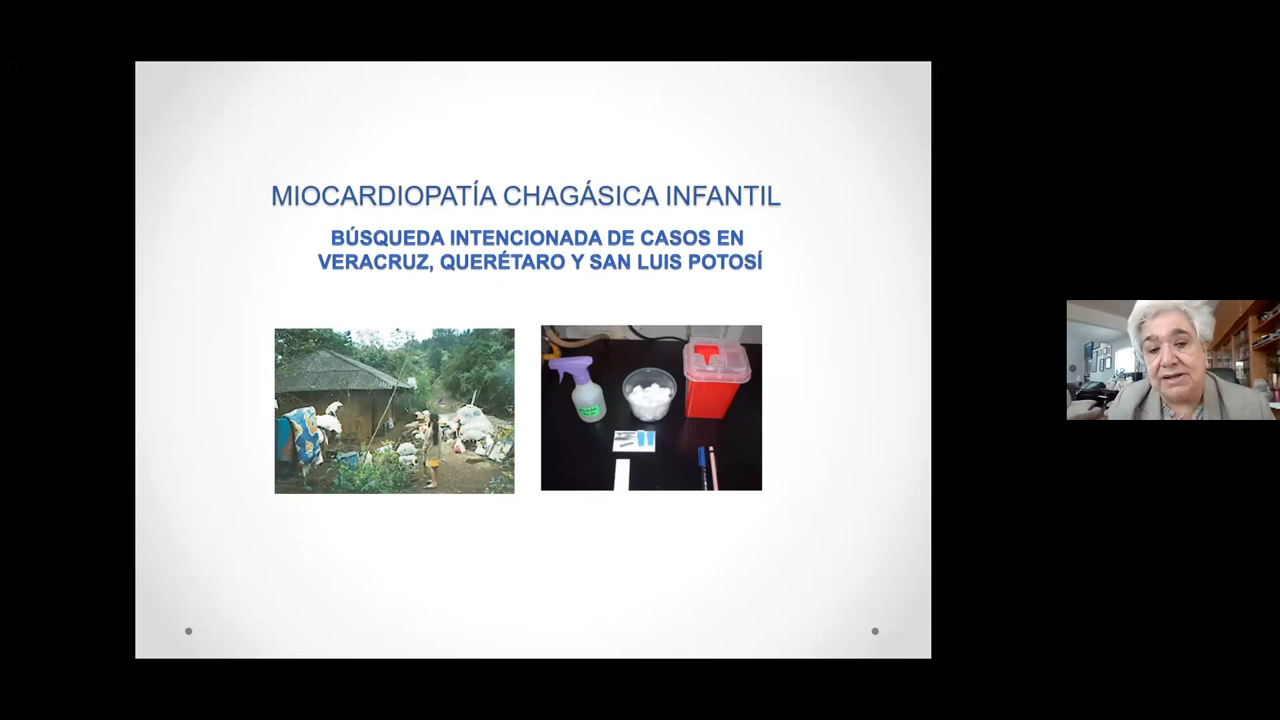 MIOCARDIOPATÍA CHAGÁSICA INFANTIL
BÚSQUEDA INTENCIONADA DE CASOS EN
VERACRUZ, QUERÉTARO Y SAN LUIS POTOSÍ